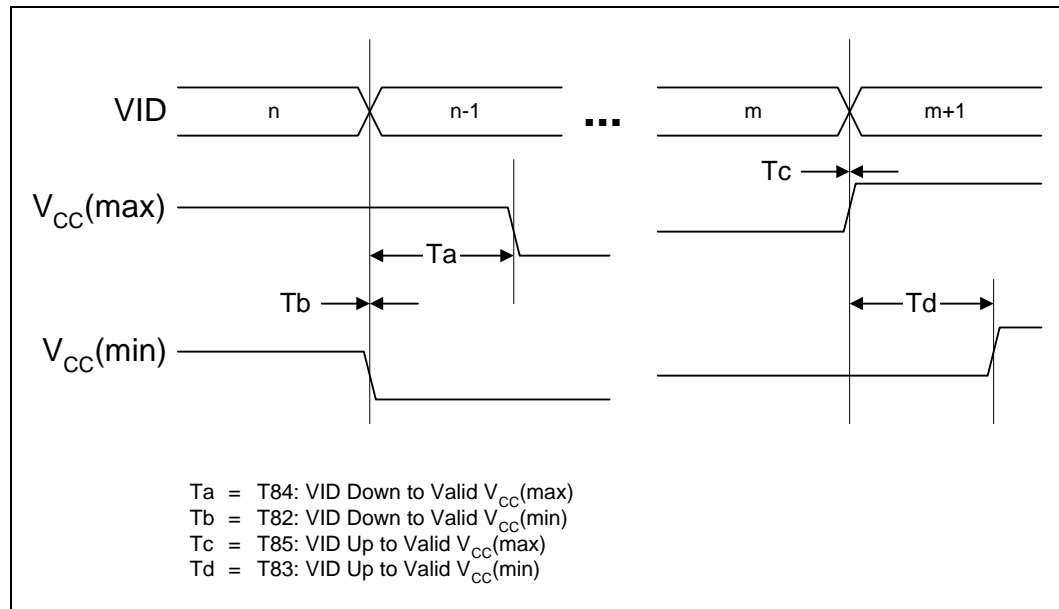 VID
n
n-1
...
m
m+1
Tc
V_CC(max)
Ta
Tb
Td
V_CC(min)
Ta = T84: VID Down to Valid V_CC(max)
Tb = T82: VID Down to Valid V_CC(min)
Tc = T85: VID Up to Valid V_CC(max)
Td = T83: VID Up to Valid V_CC(min)